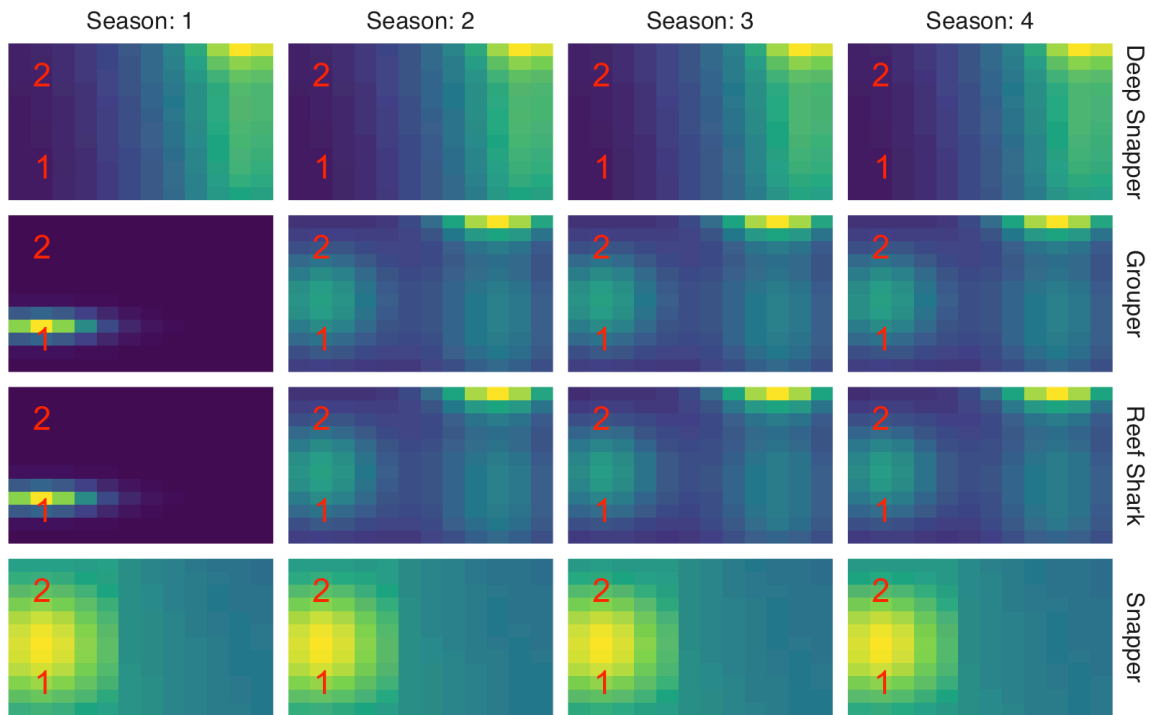 Season: 1 Season: 2 Season: 3 Season: 4
2 2 2 2 Deep Snapper
1 1 1 1
2 2 2 2 Grouper
1 1 1 1
2 2 2 2 Reef Shark
1 1 1 1
2 2 2 2 Snapper
1 1 1 1